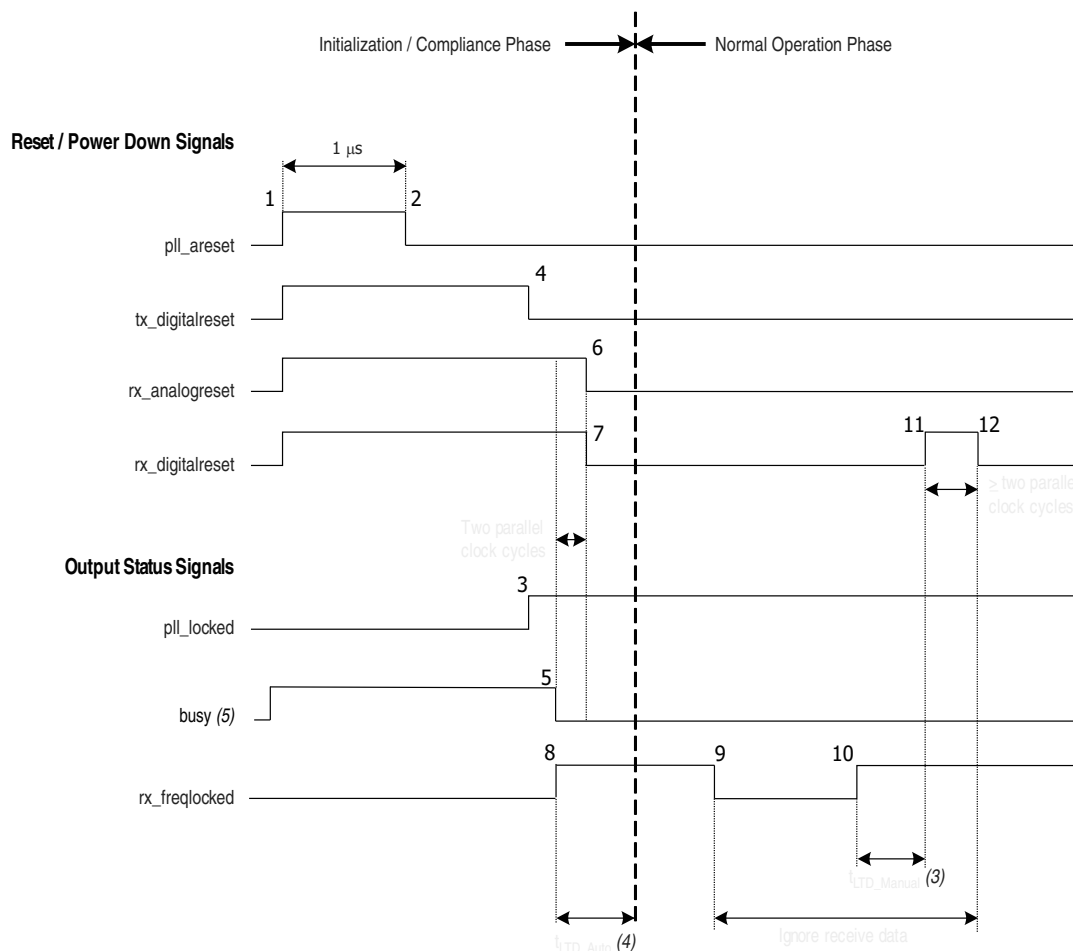 Initialization / Compliance Phase
Normal Operation Phase
Reset / Power Down Signals
1 μs
1
2
pll_areset
4
tx_digitalreset
6
rx_analogreset
7
11
12
rx_digitalreset
≥ two paralle
clock cycles
Two parallel
clock cycles
Output Status Signals
3
pll_locked
5
busy (5)
8
9
10
rx_freqlocked
tLTD_Manual (3)
tLTD_Auto (4)
Ignore receive data